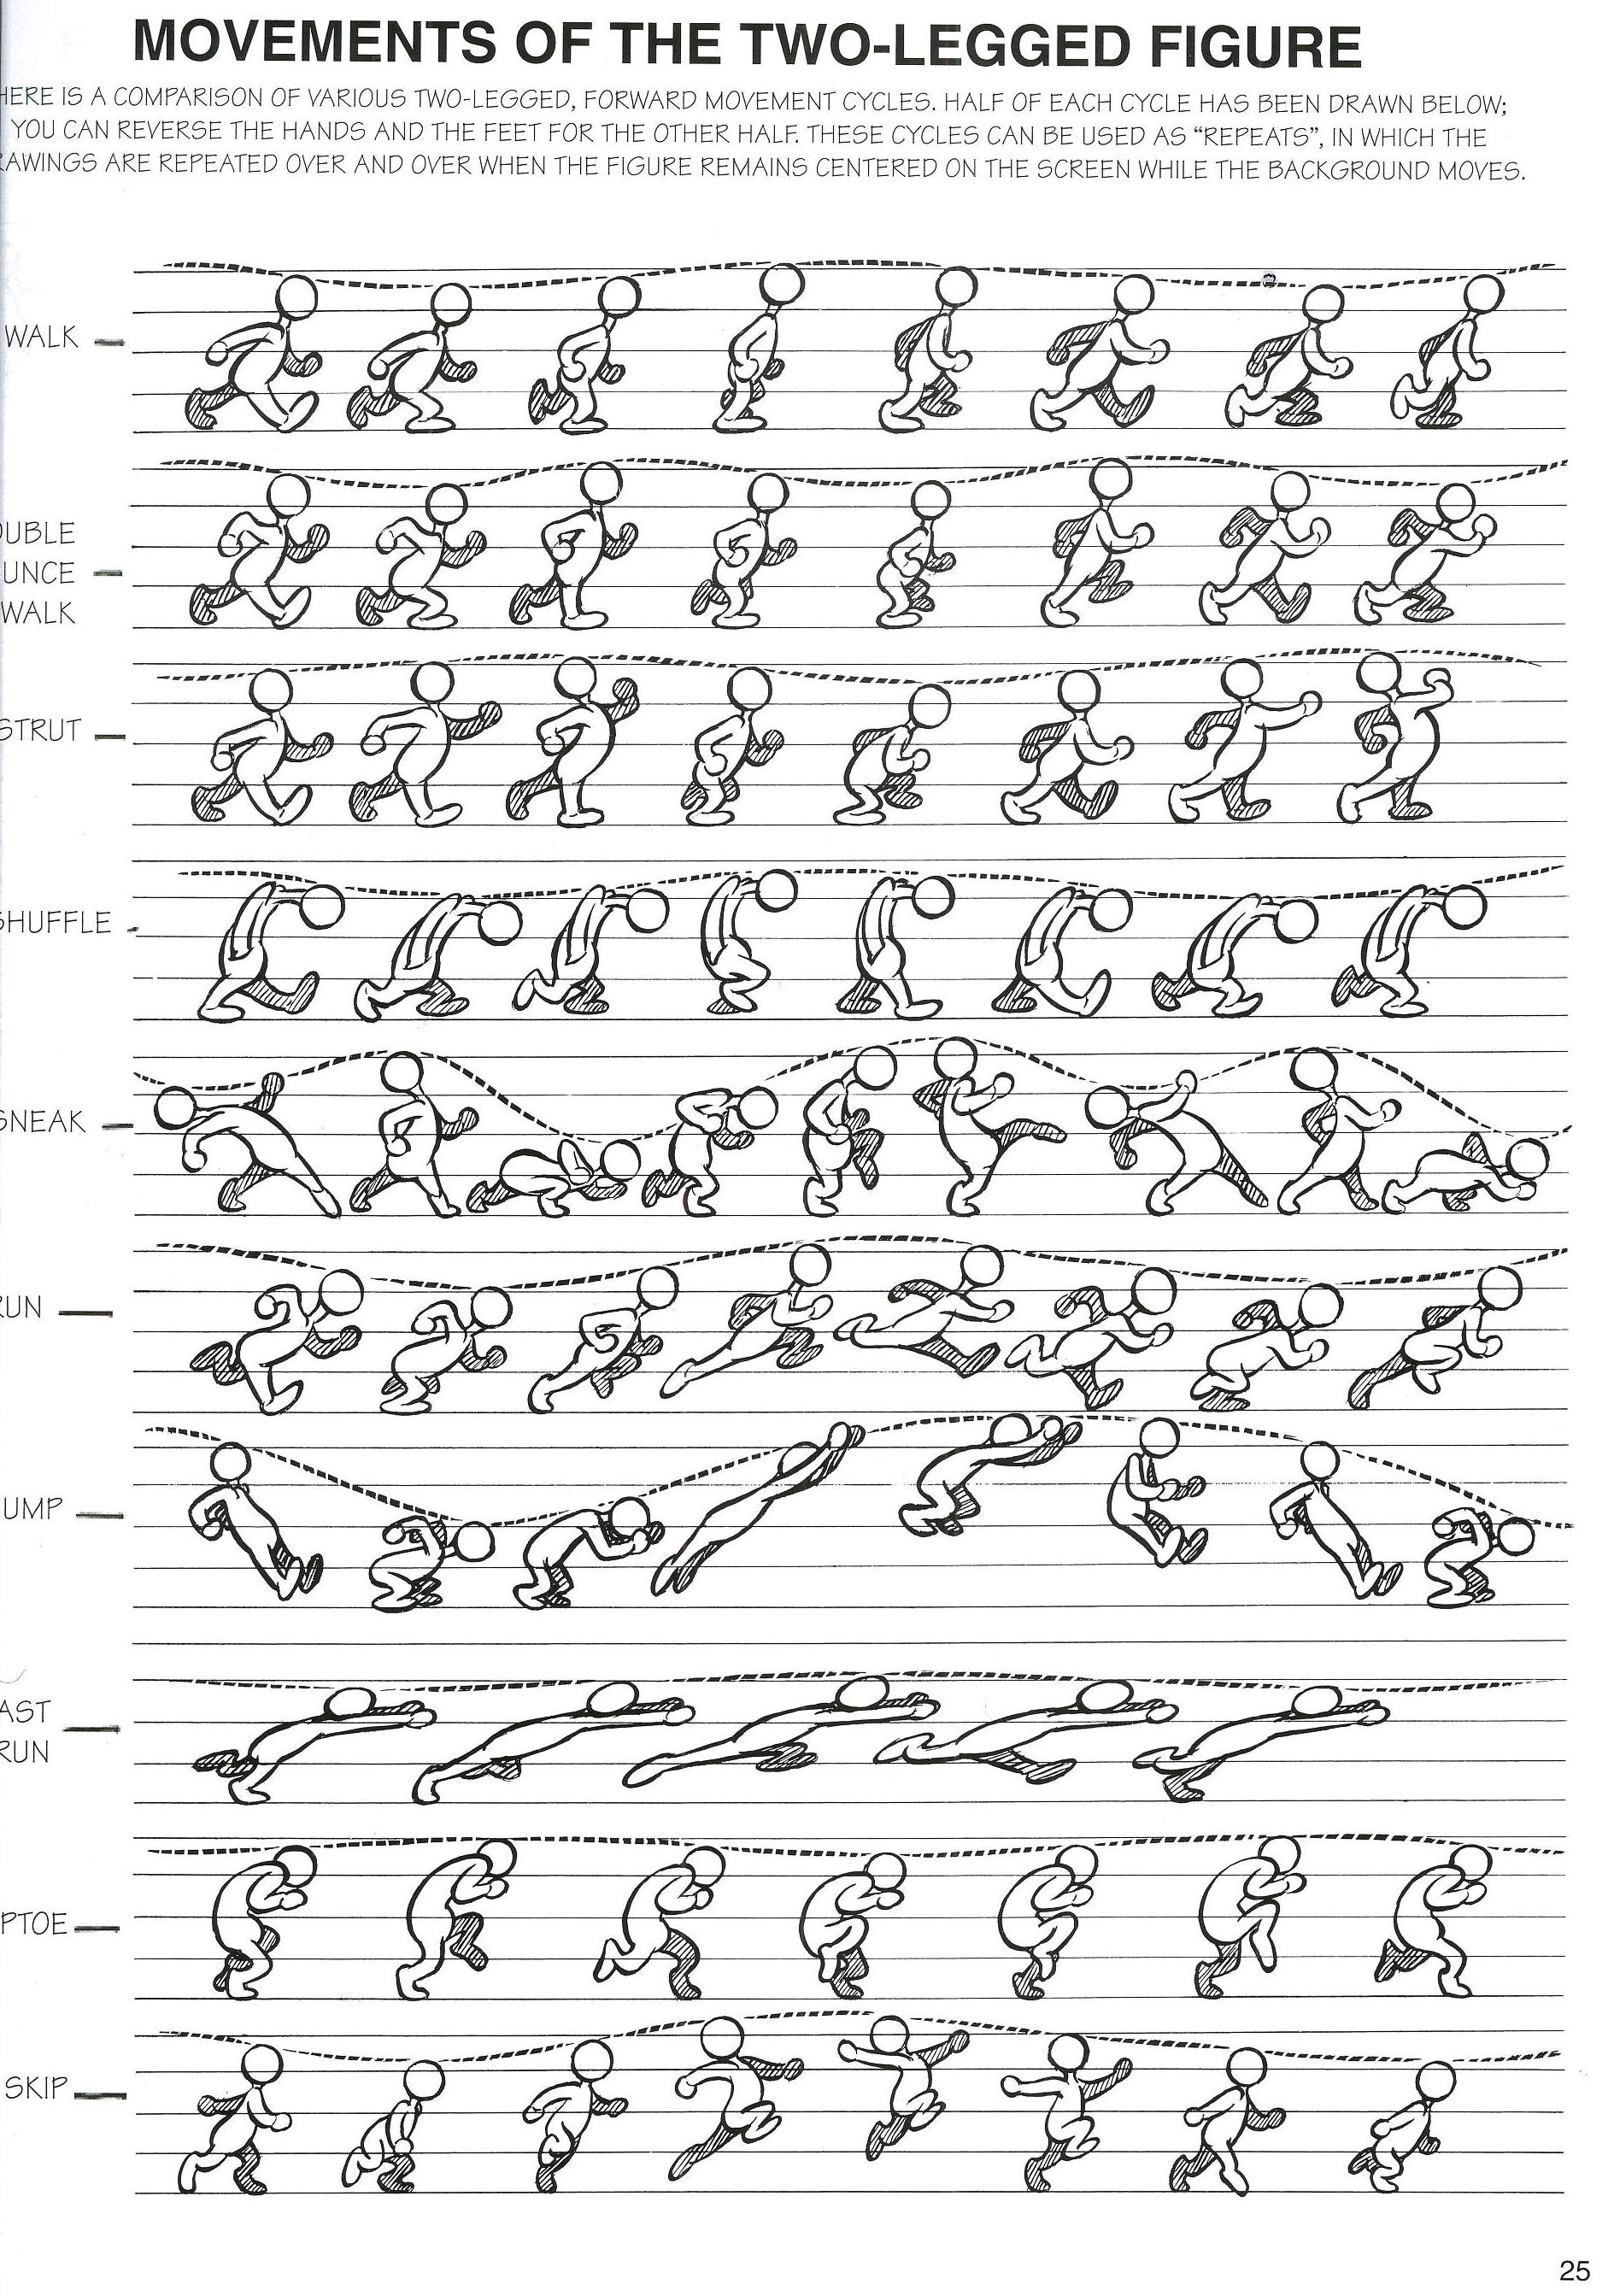 MOVEMENTS OF THE TWO-LEGGED FIGURE
HERE IS A COMPARISON OF VARIOUS TWO-LEGGED, FORWARD MOVEMENT CYCLES. HALF OF EACH CYCLE HAS BEEN DRAWN BELOW;
YOU CAN REVERSE THE HANDS AND THE FEET FOR THE OTHER HALF. THESE CYCLES CAN BE USED AS “REPEATS”, IN WHICH THE
RAWINGS ARE REPEATED OVER AND OVER WHEN THE FIGURE REMAINS CENTERED ON THE SCREEN WHILE THE BACKGROUND MOVES.
WALK
OUBLE
UNCE
WALK
STRUT
SHUFFLE
SNEAK
RUN
UMP
AST
RUN
PTOE
SKIP
25